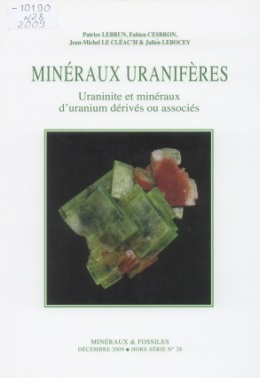 -10190
N28
2009
Patrice LEBRUN, Fabien CESBRON,
Jean-Michel LE CLÉAC'H & Julien LEBOCEY
MINÉRAUX URANIFÈRES
Uraninite et minéraux
d'uranium dérivés ou associés
MINÉRAUX & FOSSILES
DÉCEMBRE 2009 ● HORS-SÉRIE N° 28